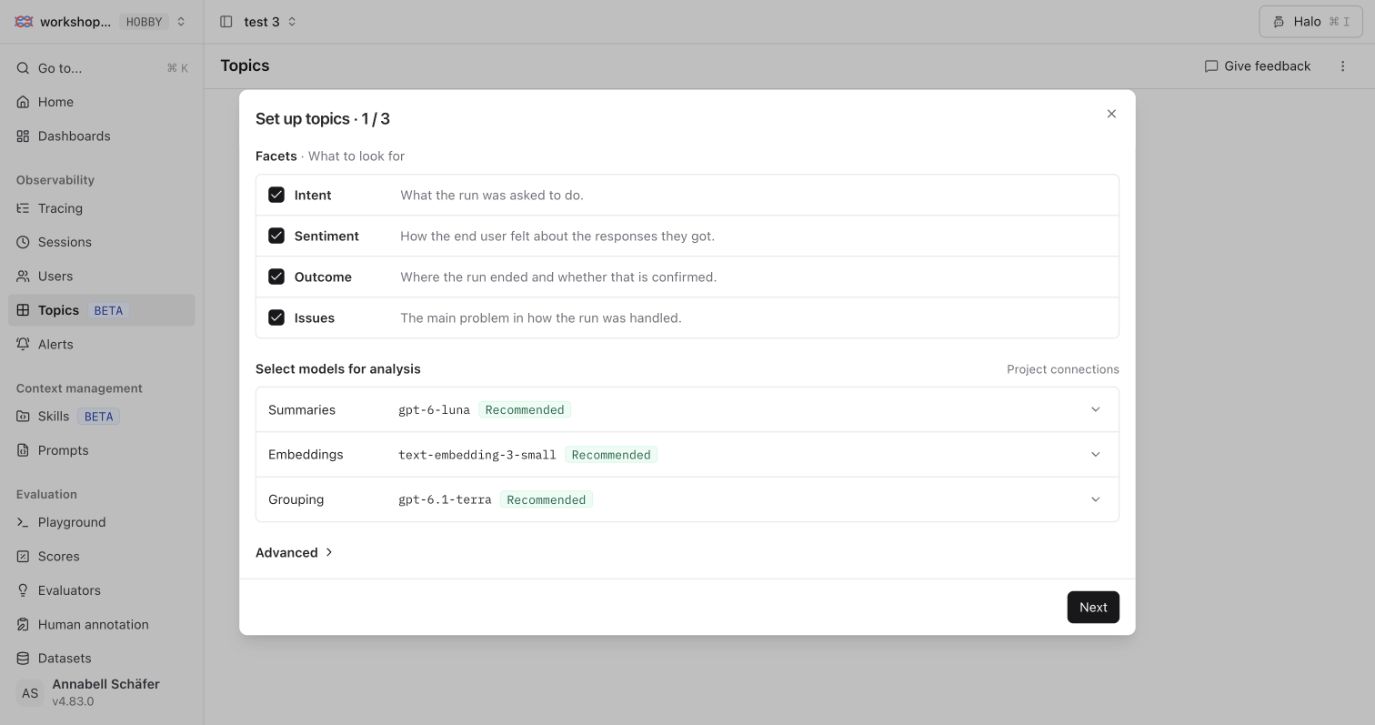 workshop... HOBBY
test 3
Halo ⌘ I
Go to... ⌘ K
Home
Dashboards
Observability
Tracing
Sessions
Users
Topics BETA
Alerts
Context management
Skills BETA
Prompts
Evaluation
Playground
Scores
Evaluators
Human annotation
Datasets
AS
Annabell Schäfer
v4.83.0
Topics
Give feedback
Set up topics · 1 / 3
Facets · What to look for
Intent What the run was asked to do.
Sentiment How the end user felt about the responses they got.
Outcome Where the run ended and whether that is confirmed.
Issues The main problem in how the run was handled.
Select models for analysis Project connections
Summaries gpt-6-luna Recommended
Embeddings text-embedding-3-small Recommended
Grouping gpt-6.1-terra Recommended
Advanced
Next